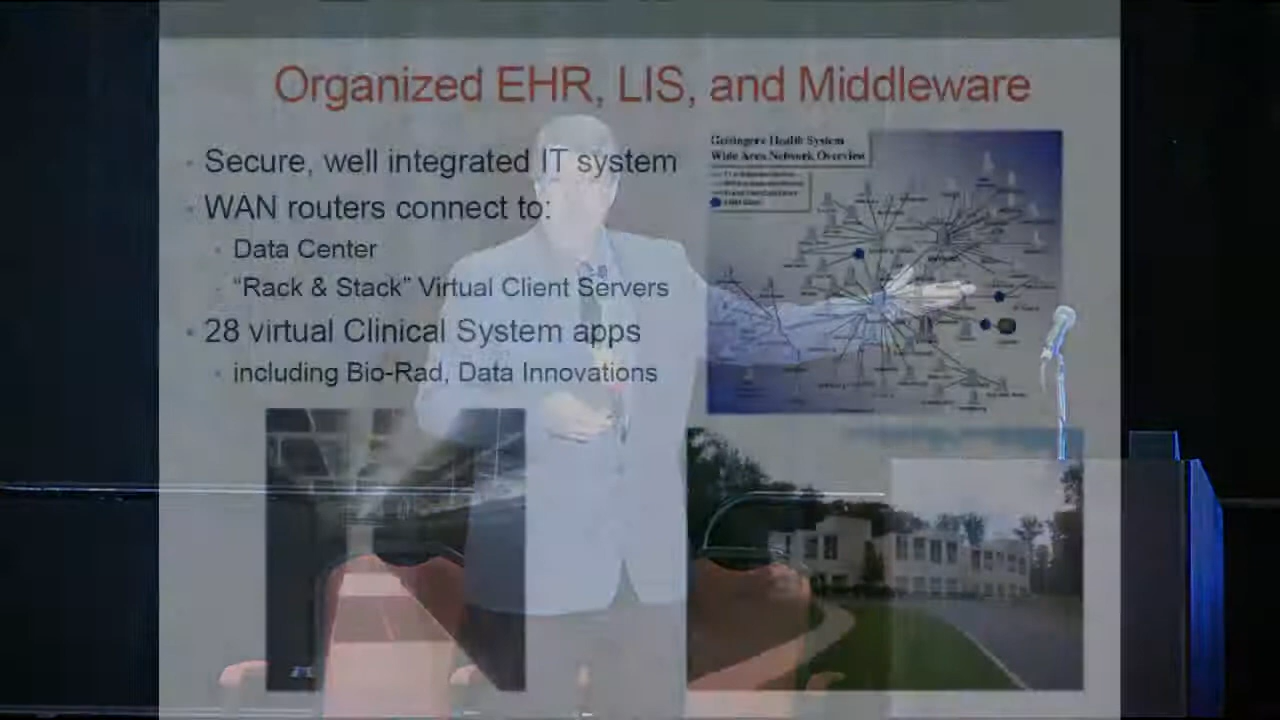 Organized EHR, LIS, and Middleware
Secure, well integrated IT system
WAN routers connect to:
Data Center
"Rack & Stack" Virtual Client Servers
28 virtual Clinical System apps
including Bio-Rad, Data Innovations
Health System
Wide Area Network Overview